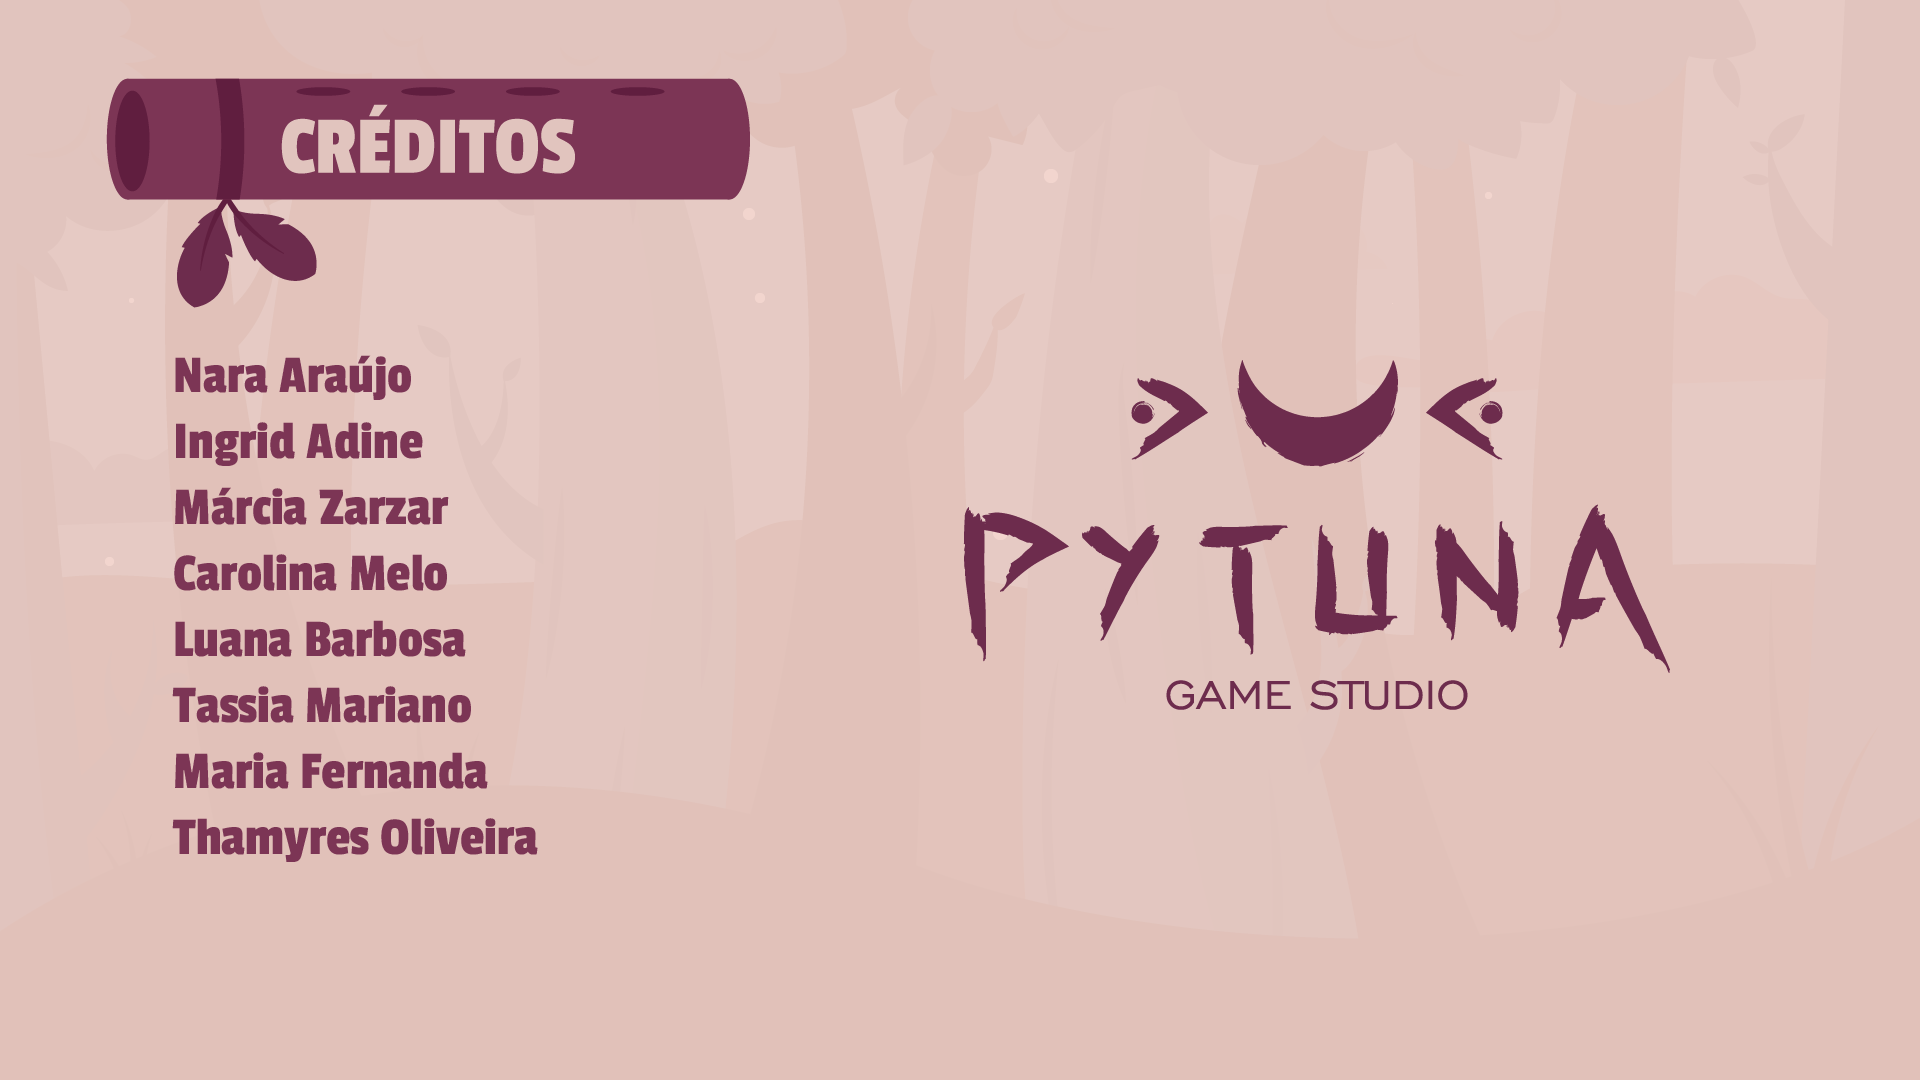 CRÉDITOS
Nara Araújo
Ingrid Adine
Márcia Zarzar
Carolina Melo
Luana Barbosa
Tassia Mariano
Maria Fernanda
Thamyres Oliveira
PYTUNA
GAME STUDIO